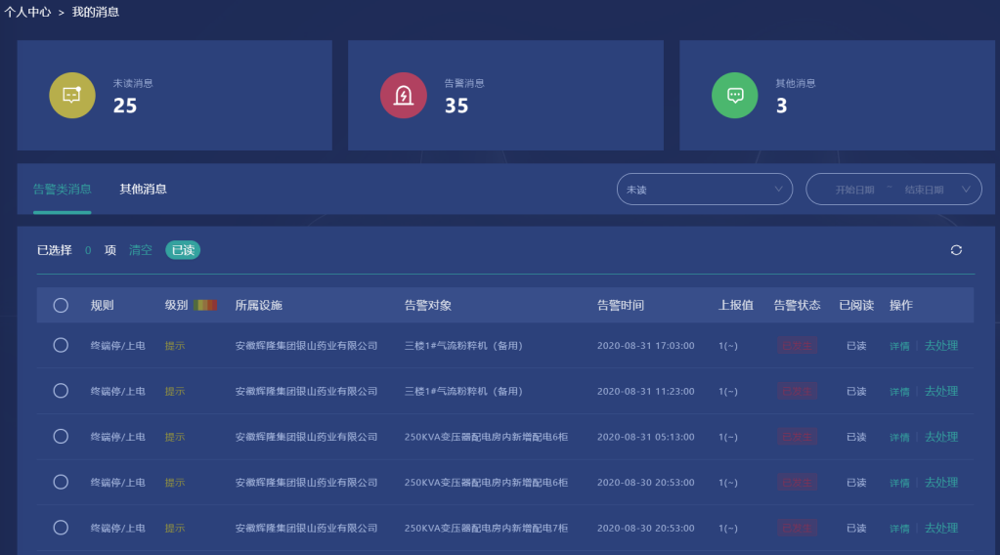 个人中心 > 我的消息
未读消息
25
告警消息
35
其他消息
3
告警类消息 其他消息 未读 开始日期 ~ 结束日期
已选择 0 项 清空 已读
规则 级别 所属设施 告警对象 告警时间 上报值 告警状态 已阅读 操作
终端停/上电 提示 安徽辉隆集团银山药业有限公司 三楼1#气流粉粹机（备用） 2020-08-31 17:03:00 1(~) 已读 详情 去处理
终端停/上电 提示 安徽辉隆集团银山药业有限公司 三楼1#气流粉粹机（备用） 2020-08-31 11:23:00 1(~) 已读 详情 去处理
终端停/上电 提示 安徽辉隆集团银山药业有限公司 250KVA变压器配电房内新增配电6柜 2020-08-31 05:13:00 1(~) 已读 详情 去处理
终端停/上电 提示 安徽辉隆集团银山药业有限公司 250KVA变压器配电房内新增配电6柜 2020-08-30 20:53:00 1(~) 已读 详情 去处理
终端停/上电 提示 安徽辉隆集团银山药业有限公司 250KVA变压器配电房内新增配电7柜 2020-08-30 20:53:00 1(~) 已读 详情 去处理